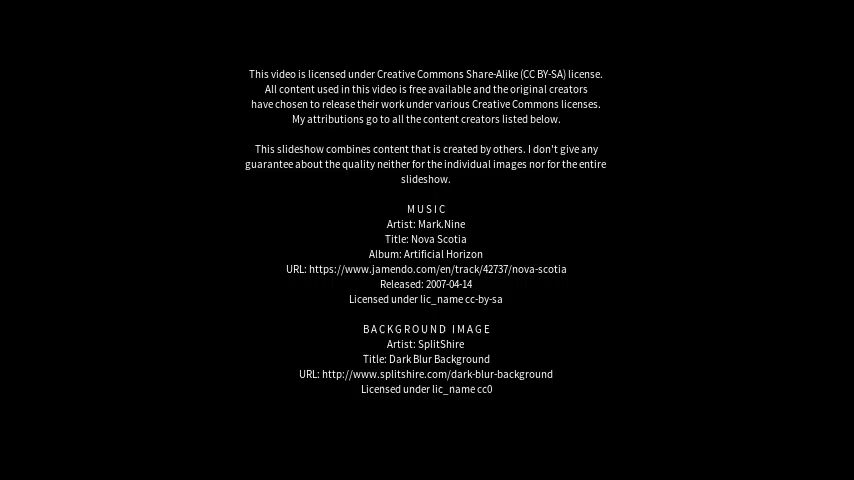 This video is licensed under Creative Commons Share-Alike (CC BY-SA) license.
All content used in this video is free available and the original creators
have chosen to release their work under various Creative Commons licenses.
My attributions go to all the content creators listed below.
This slideshow combines content that is created by others. I don't give any
guarantee about the quality neither for the individual images nor for the entire
slideshow.
MUSIC
Artist: Mark.Nine
Title: Nova Scotia
Album: Artificial Horizon
URL: https://www.jamendo.com/en/track/42737/nova-scotia
Released: 2007-04-14
Licensed under lic_name cc-by-sa
BACKGROUND IMAGE
Artist: SplitShire
Title: Dark Blur Background
URL: http://www.splitshire.com/dark-blur-background
Licensed under lic_name cc0